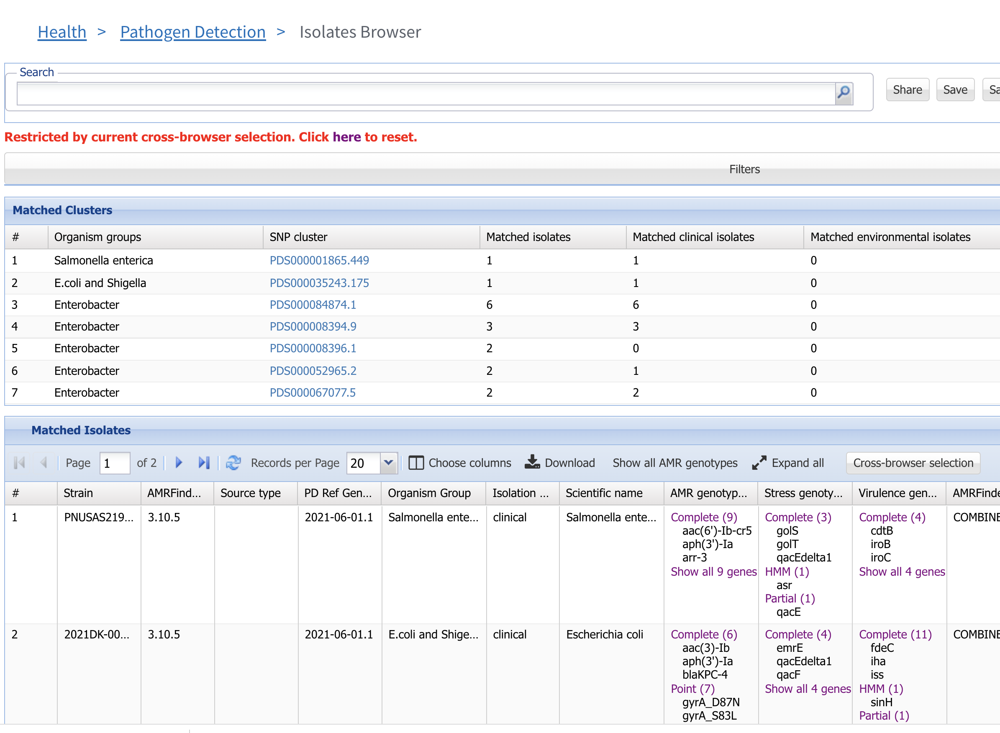 Health > Pathogen Detection > Isolates Browser
Search
Share Save Sa
Restricted by current cross-browser selection. Click here to reset.
Filters
Matched Clusters
# Organism groups SNP cluster Matched isolates Matched clinical isolates Matched environmental isolates
1 Salmonella enterica PDS000001865.449 1 1 0
2 E.coli and Shigella PDS000035243.175 1 1 0
3 Enterobacter PDS000084874.1 6 6 0
4 Enterobacter PDS000008394.9 3 3 0
5 Enterobacter PDS000008396.1 2 0 0
6 Enterobacter PDS000052965.2 2 1 0
7 Enterobacter PDS000067077.5 2 2 0
Matched Isolates
Page 1 of 2 Records per Page 20 Choose columns Download Show all AMR genotypes Expand all Cross-browser selection
# Strain AMRFind... Source type PD Ref Gen... Organism Group Isolation ... Scientific name AMR genotyp... Stress genoty... Virulence gen... AMRFinde
1 PNUSAS219... 3.10.5 2021-06-01.1 Salmonella ente... clinical Salmonella ente... Complete (9) Complete (3) Complete (4) COMBINE
aac(6')-Ib-cr5 golS cdtB
aph(3')-Ia golT iroB
arr-3 qacEdelta1 iroC
Show all 9 genes HMM (1) Show all 4 genes
asr
Partial (1)
qacE
2 2021DK-00... 3.10.5 2021-06-01.1 E.coli and Shige... clinical Escherichia coli Complete (6) Complete (4) Complete (11) COMBINE
aac(3)-Ib emrE fdeC
aph(3')-Ia qacEdelta1 iha
blaKPC-4 qacF iss
Point (7) Show all 4 genes HMM (1)
gyrA_D87N sinH
gyrA_S83L Partial (1)